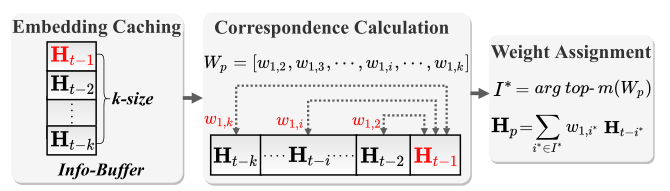 Embedding Caching
H_{t-1}
H_{t-2}
⋮
H_{t-k}
k-size
Info-Buffer
Correspondence Calculation
W_p = [w_{1,2}, w_{1,3}, ⋯, w_{1,i}, ⋯, w_{1,k}]
w_{1,k} w_{1,i} w_{1,2}
H_{t-k} ⋯ H_{t-i} ⋯ H_{t-2} H_{t-1}
Weight Assignment
I* = arg top-m(W_p)
H_p = ∑_{i*∈I*} w_{1,i*} H_{t-i*}